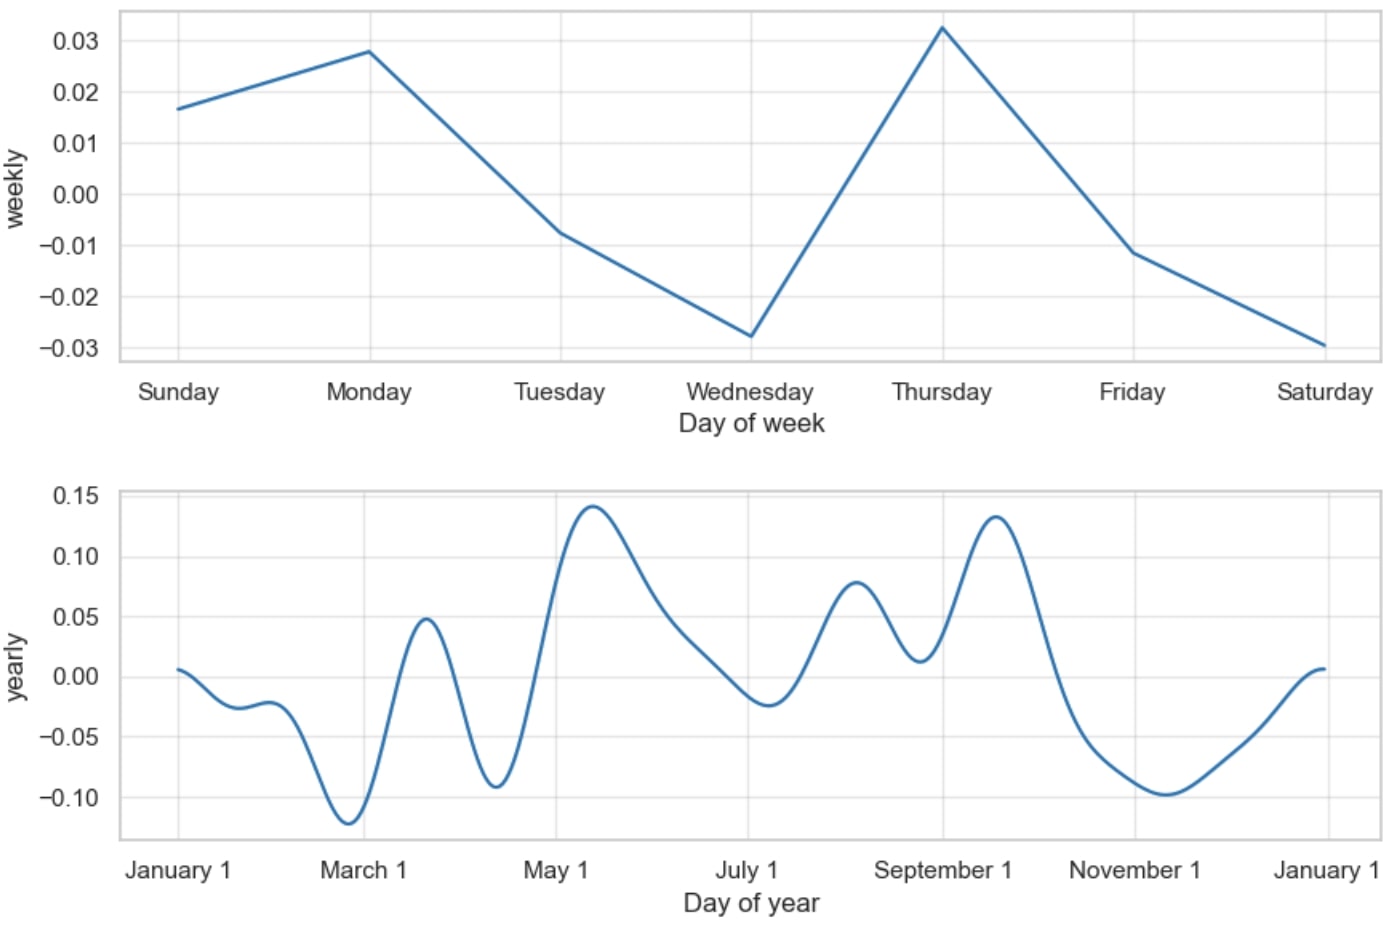 weekly
0.03
0.02
0.01
0.00
−0.01
−0.02
−0.03
Sunday Monday Tuesday Wednesday Thursday Friday Saturday
Day of week
yearly
0.15
0.10
0.05
0.00
−0.05
−0.10
January 1 March 1 May 1 July 1 September 1 November 1 January 1
Day of year